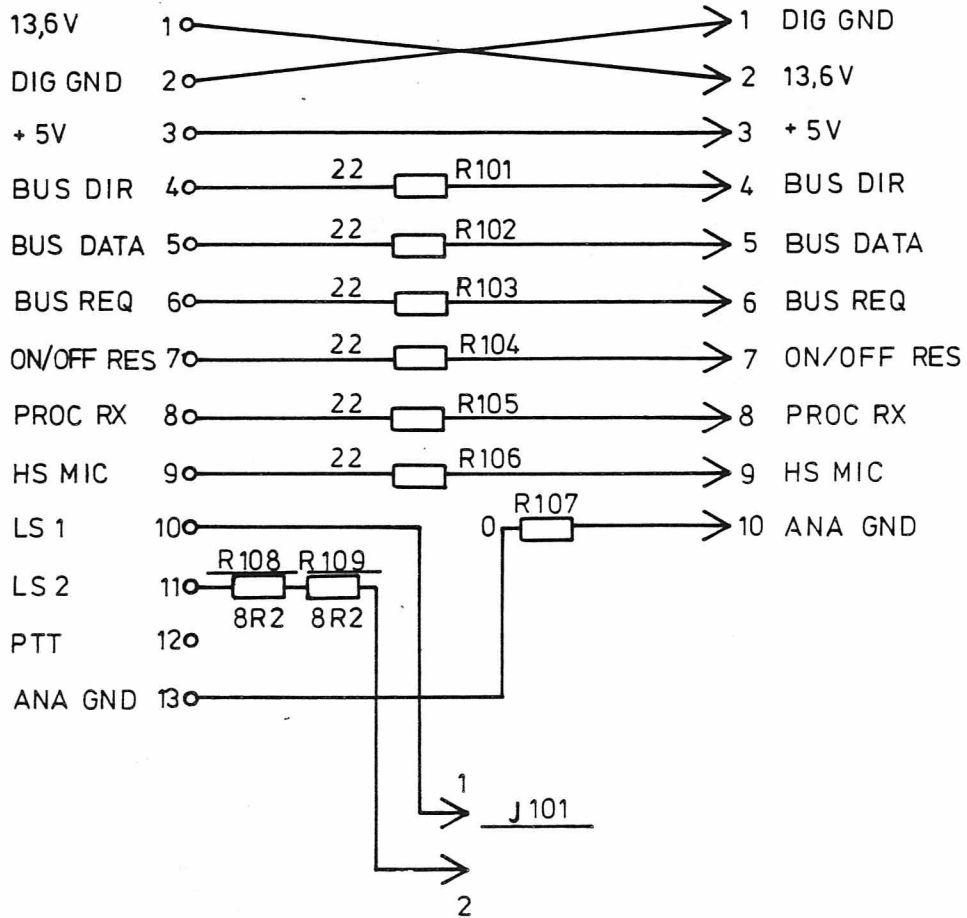 13,6V 1 1 DIG GND
DIG GND 2 2 13,6V
+ 5V 3 3 + 5V
BUS DIR 4 22 R101 4 BUS DIR
BUS DATA 5 22 R102 5 BUS DATA
BUS REQ 6 22 R103 6 BUS REQ
ON/OFF RES 7 22 R104 7 ON/OFF RES
PROC RX 8 22 R105 8 PROC RX
HS MIC 9 22 R106 9 HS MIC
R107
LS 1 10 0 10 ANA GND
R108 R109
LS 2 11
8R2 8R2
PTT 12
ANA GND 13
1
J101
2